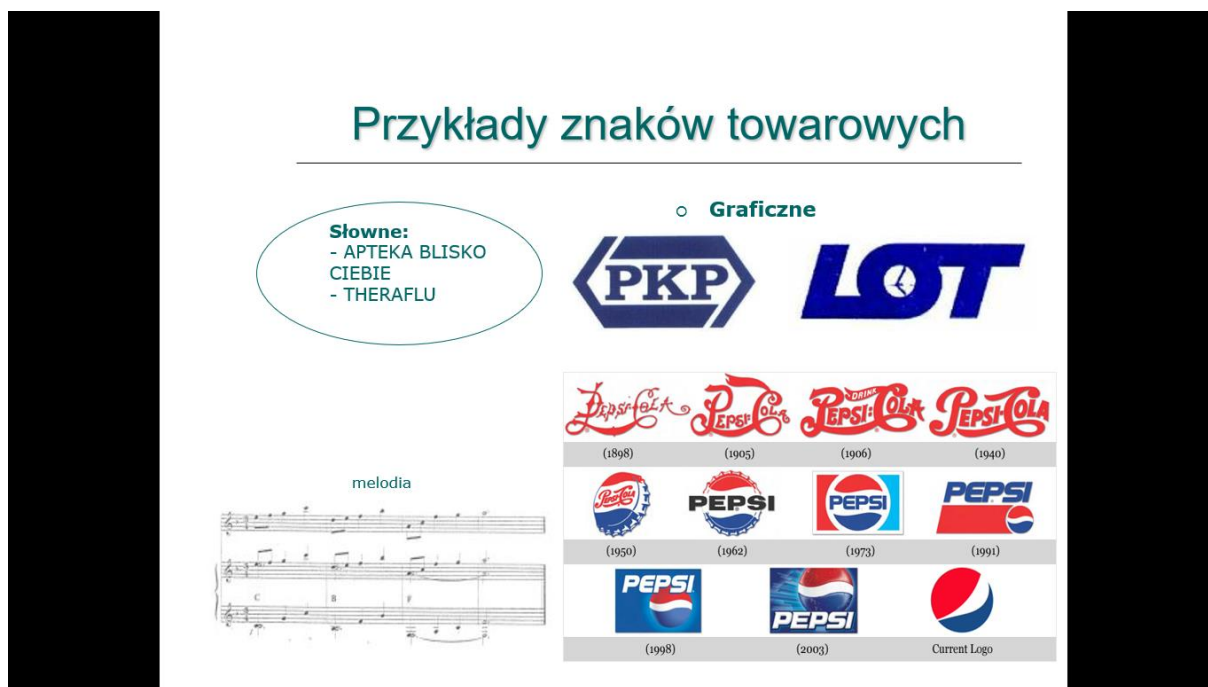 Przykłady znaków towarowych
Słowne:
- APTEKA BLISKO
CIEBIE
- THERAFLU
Graficzne
PKP
LOT
PEPSI-COLA
PEPSI:COLA
DRINK
PEPSI:COLA
PEPSI-COLA
(1898)
(1905)
(1906)
(1940)
PEPSI-COLA
PEPSI
PEPSI
PEPSI
(1950)
(1962)
(1973)
(1991)
PEPSI
PEPSI
(1998)
(2003)
Current Logo
melodia
C
B
F